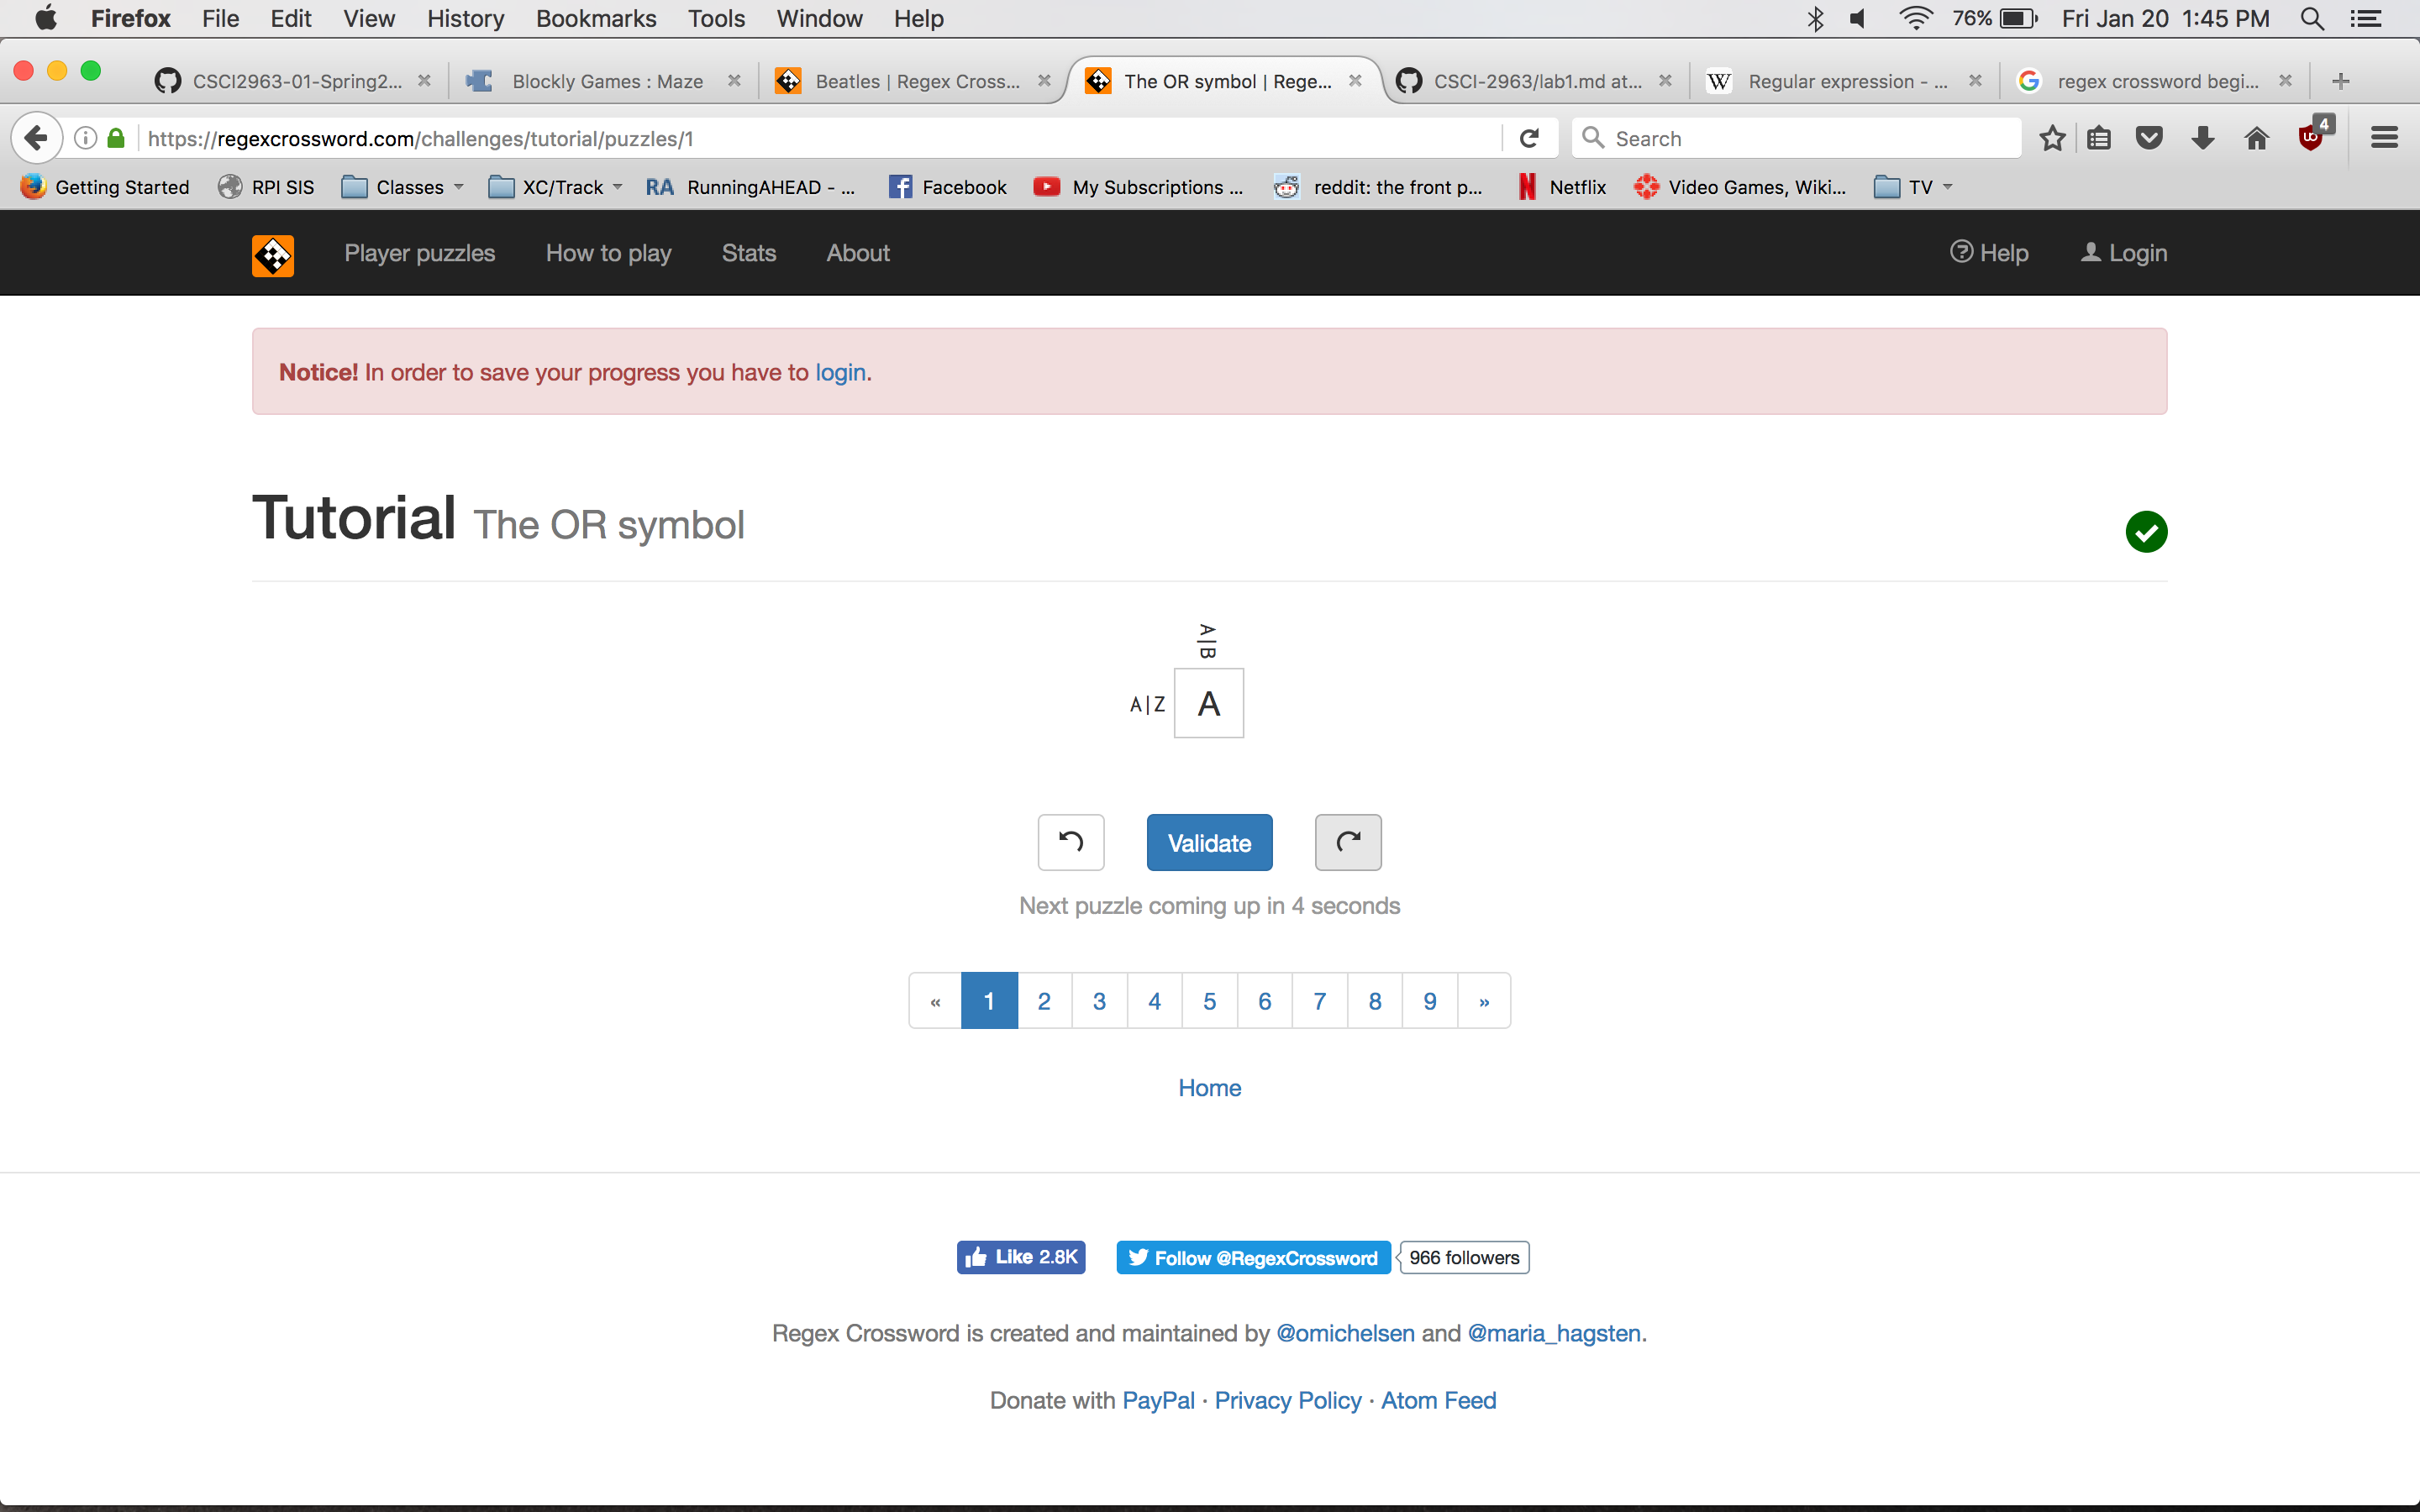 Firefox File Edit View History Bookmarks Tools Window Help 76% Fri Jan 20 1:45 PM
CSCI2963-01-Spring2... Blockly Games : Maze Beatles | Regex Cross... The OR symbol | Rege... CSCI-2963/lab1.md at... W Regular expression - ... G regex crossword begi...
https://regexcrossword.com/challenges/tutorial/puzzles/1 Search 4
Getting Started RPI SIS Classes XC/Track RA RunningAHEAD - ... Facebook My Subscriptions ... reddit: the front p... N Netflix Video Games, Wiki... TV
Player puzzles How to play Stats About Help Login
Notice! In order to save your progress you have to login.
Tutorial The OR symbol
A|B
A|Z A
Validate
Next puzzle coming up in 4 seconds
« 1 2 3 4 5 6 7 8 9 »
Home
Like 2.8K Follow @RegexCrossword 966 followers
Regex Crossword is created and maintained by @omichelsen and @maria_hagsten.
Donate with PayPal · Privacy Policy · Atom Feed